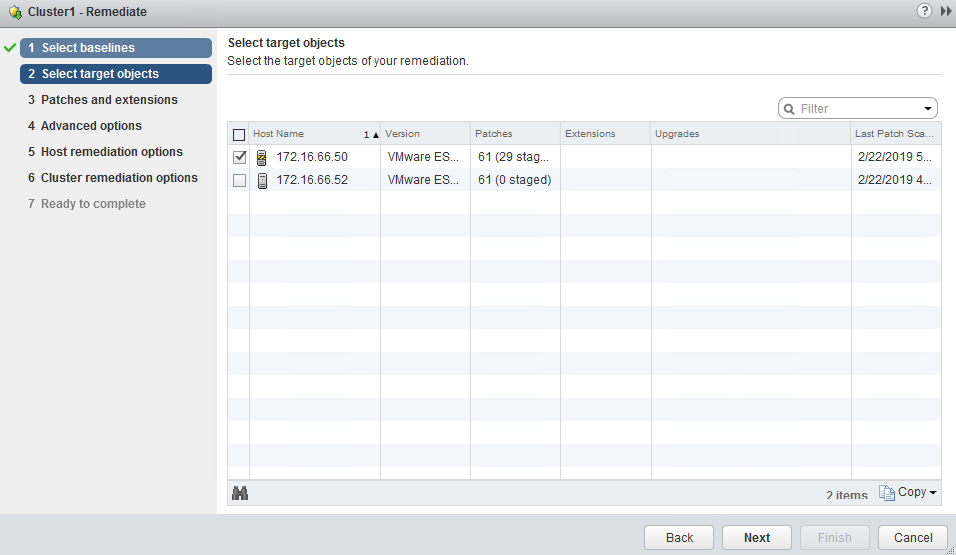 Cluster1 - Remediate
1 Select baselines
2 Select target objects
3 Patches and extensions
4 Advanced options
5 Host remediation options
6 Cluster remediation options
7 Ready to complete
Select target objects
Select the target objects of your remediation.
Filter
Host Name 1 ▲ Version Patches Extensions Upgrades Last Patch Sca...
172.16.66.50 VMware ES... 61 (29 stag... 2/22/2019 5...
172.16.66.52 VMware ES... 61 (0 staged) 2/22/2019 4...
2 items Copy
Back Next Finish Cancel